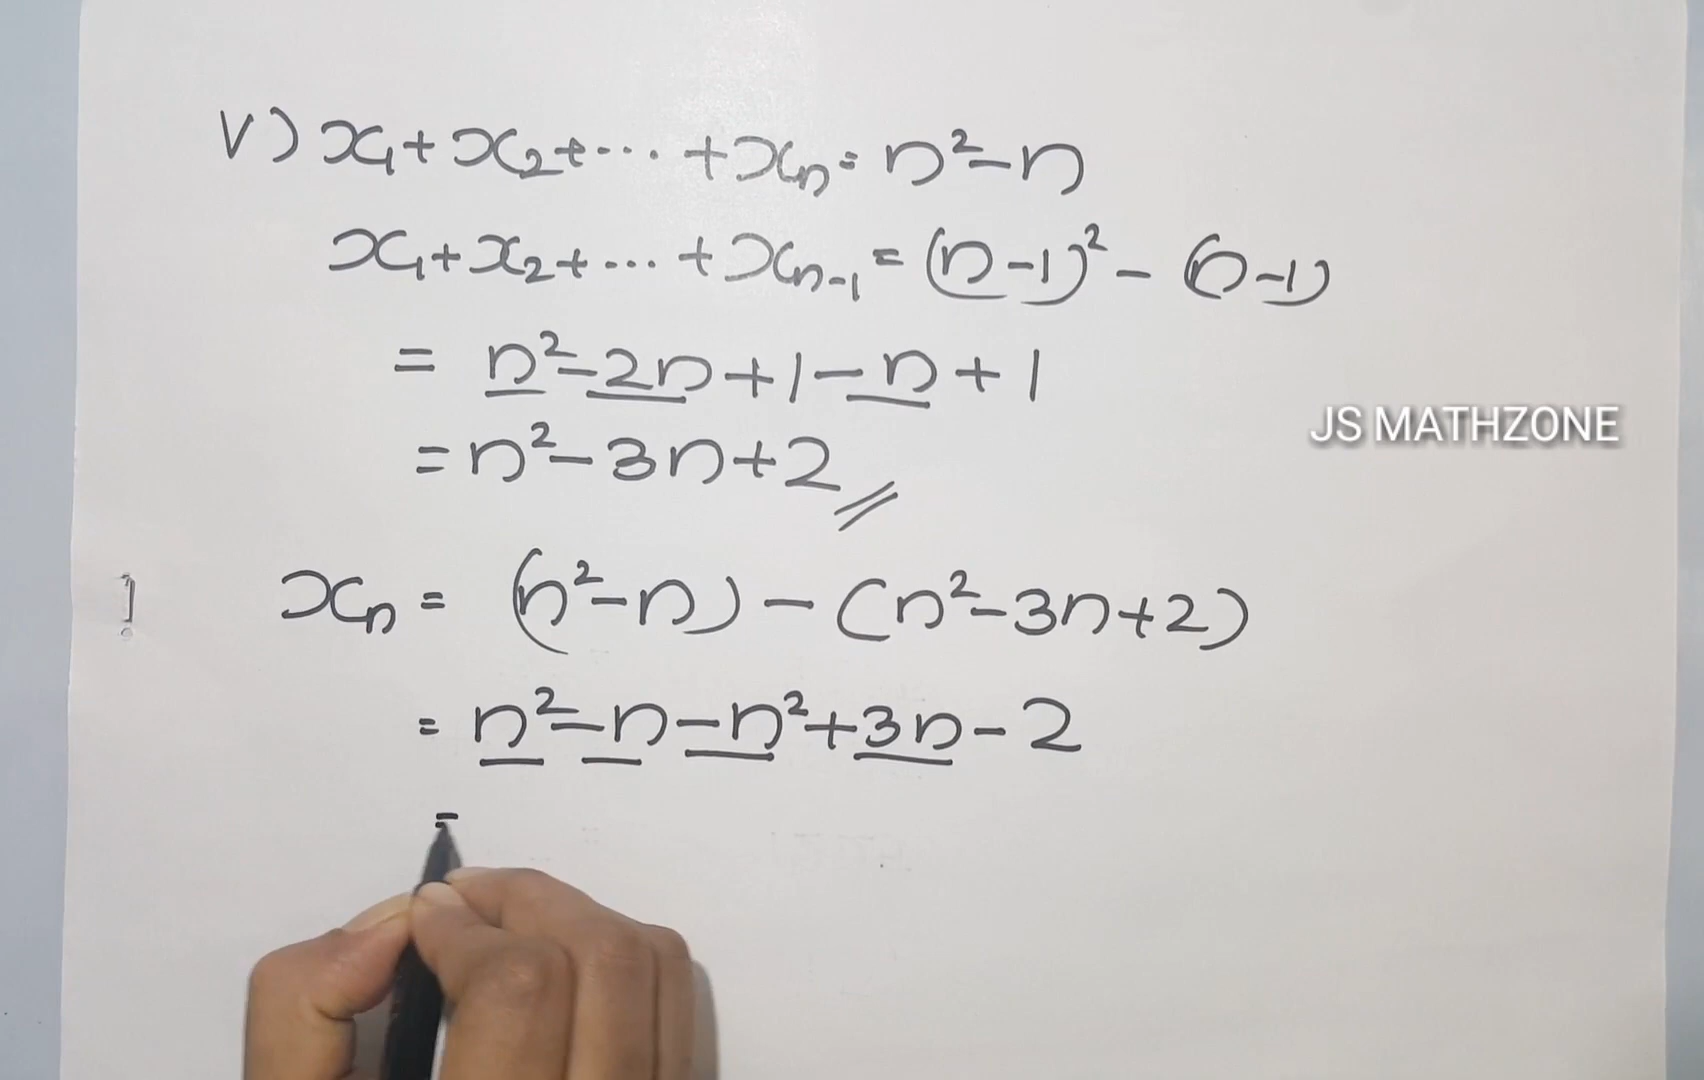 V) x₁+x₂+⋯ +xₙ = n²−n
x₁+x₂+⋯ +xₙ₋₁ = (n−1)² − (n−1)
= n²−2n+1−n+1
JS MATHZONE
= n²−3n+2
xₙ = (n²−n) − (n²−3n+2)
= n²−n−n²+3n−2
=